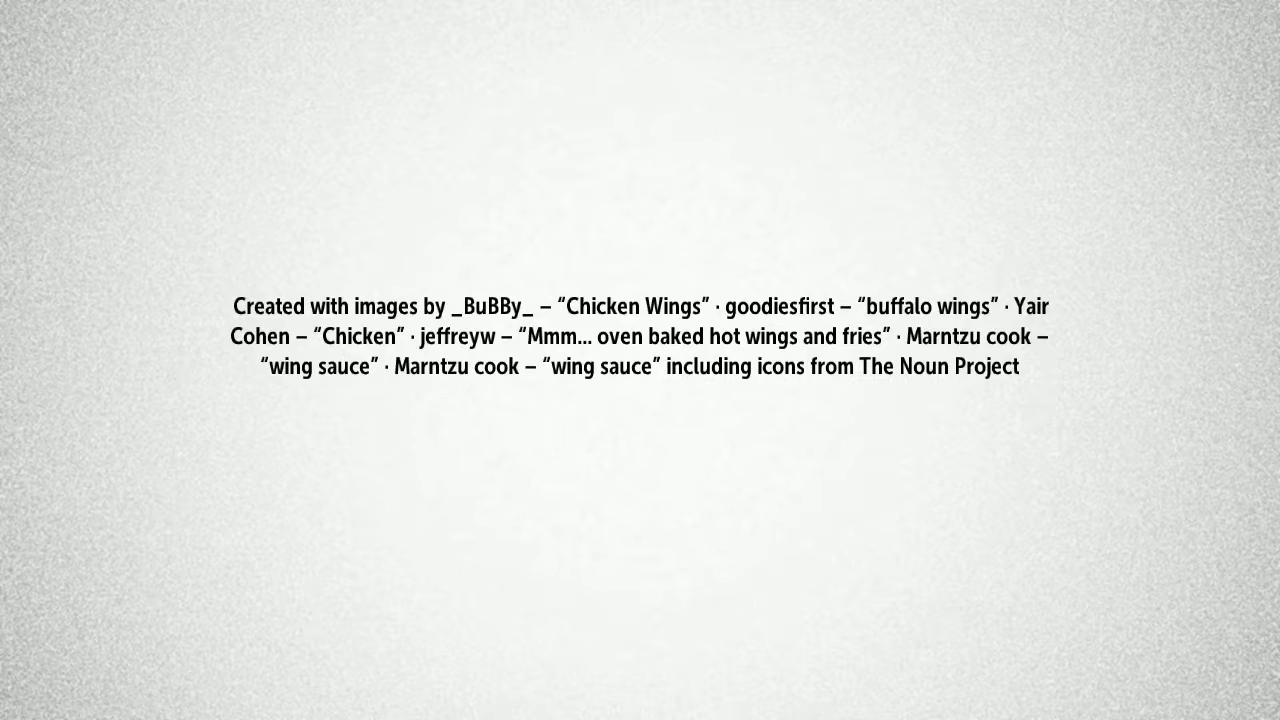 Created with images by _BuBBy_ – “Chicken Wings” · goodiesfirst – “buffalo wings” · Yair
Cohen – “Chicken” · jeffreyw – “Mmm... oven baked hot wings and fries” · Marntzu cook –
“wing sauce” · Marntzu cook – “wing sauce” including icons from The Noun Project